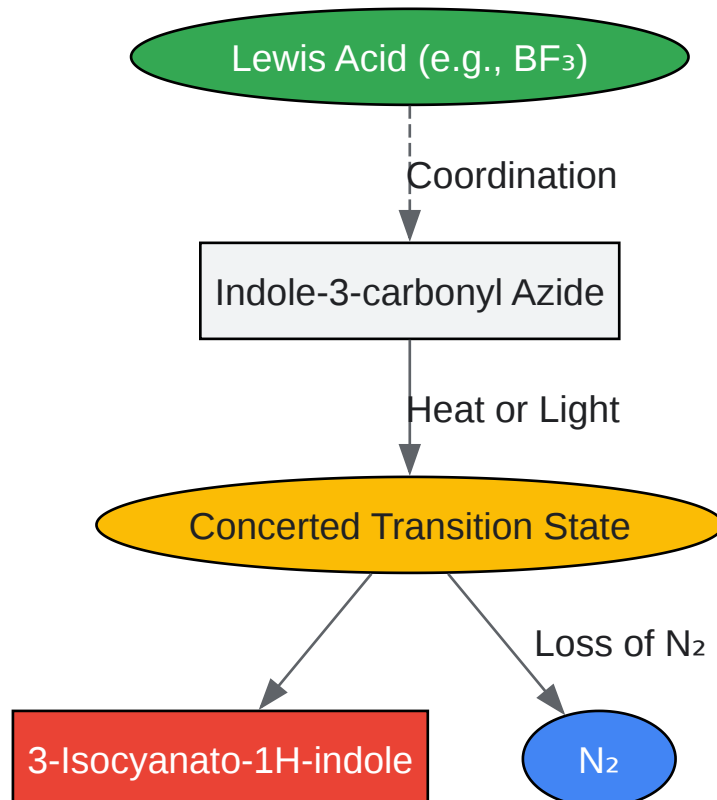 Lewis Acid (e.g., BF₃)
Coordination
Indole-3-carbonyl Azide
Heat or Light
Concerted Transition State
Loss of N₂
3-Isocyanato-1H-indole
N₂